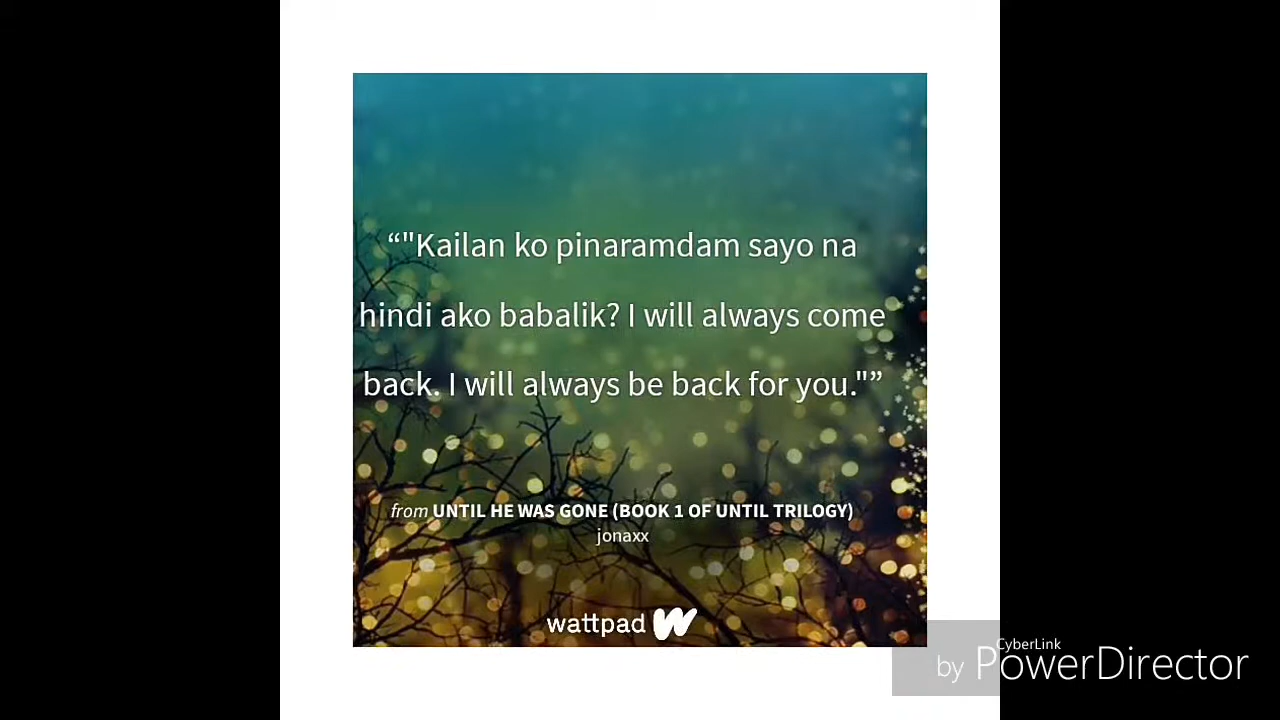 “"Kailan ko pinaramdam sayo na
hindi ako babalik? I will always come
back. I will always be back for you."”
from UNTIL HE WAS GONE (BOOK 1 OF UNTIL TRILOGY)
jonaxx
wattpad
CyberLink
by PowerDirector